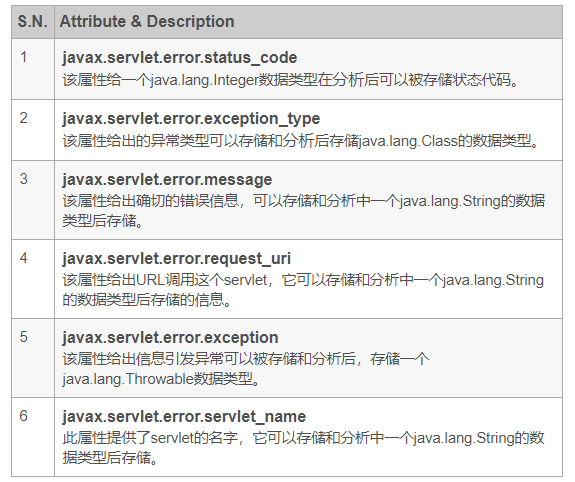 S.N. Attribute & Description
1 javax.servlet.error.status_code
该属性给一个java.lang.Integer数据类型在分析后可以被存储状态代码。
2 javax.servlet.error.exception_type
该属性给出的异常类型可以存储和分析后存储java.lang.Class的数据类型。
3 javax.servlet.error.message
该属性给出确切的错误信息，可以存储和分析中一个java.lang.String的数据
类型后存储。
4 javax.servlet.error.request_uri
该属性给出URL调用这个servlet，它可以存储和分析中一个java.lang.String
的数据类型后存储的信息。
5 javax.servlet.error.exception
该属性给出信息引发异常可以被存储和分析后，存储一个
java.lang.Throwable数据类型。
6 javax.servlet.error.servlet_name
此属性提供了servlet的名字，它可以存储和分析中一个java.lang.String的数
据类型后存储。